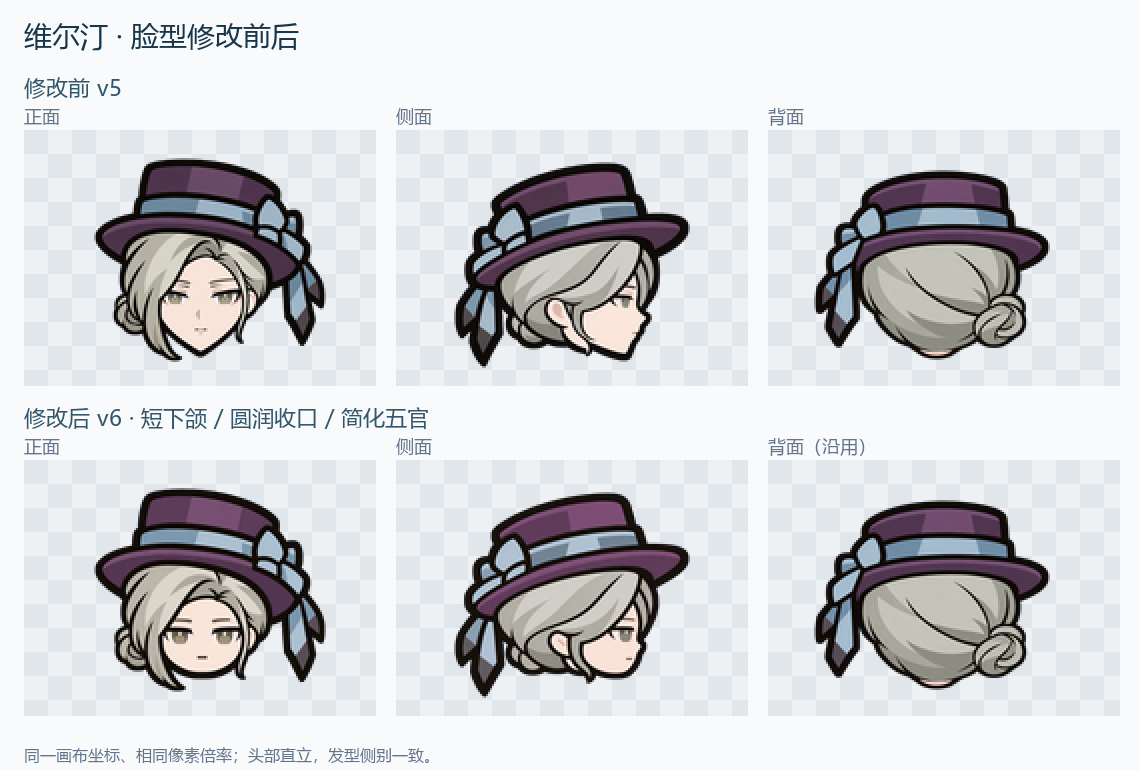 维尔汀 · 脸型修改前后
修改前 v5
正面
侧面
背面
修改后 v6 · 短下颌 / 圆润收口 / 简化五官
正面
侧面
背面（沿用）
同一画布坐标、相同像素倍率；头部直立，发型侧别一致。